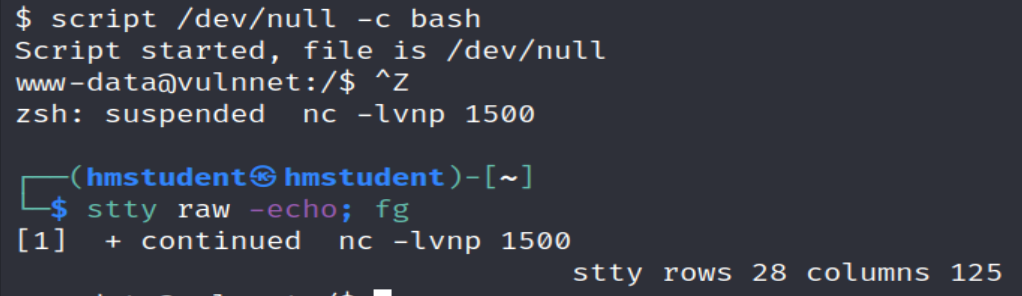 $ script /dev/null -c bash
Script started, file is /dev/null
www-data@vulnnet:/$ ^Z
zsh: suspended  nc -lvnp 1500
┌──(hmstudent㉿hmstudent)-[~]
└─$ stty raw -echo; fg
[1]  + continued  nc -lvnp 1500
stty rows 28 columns 125